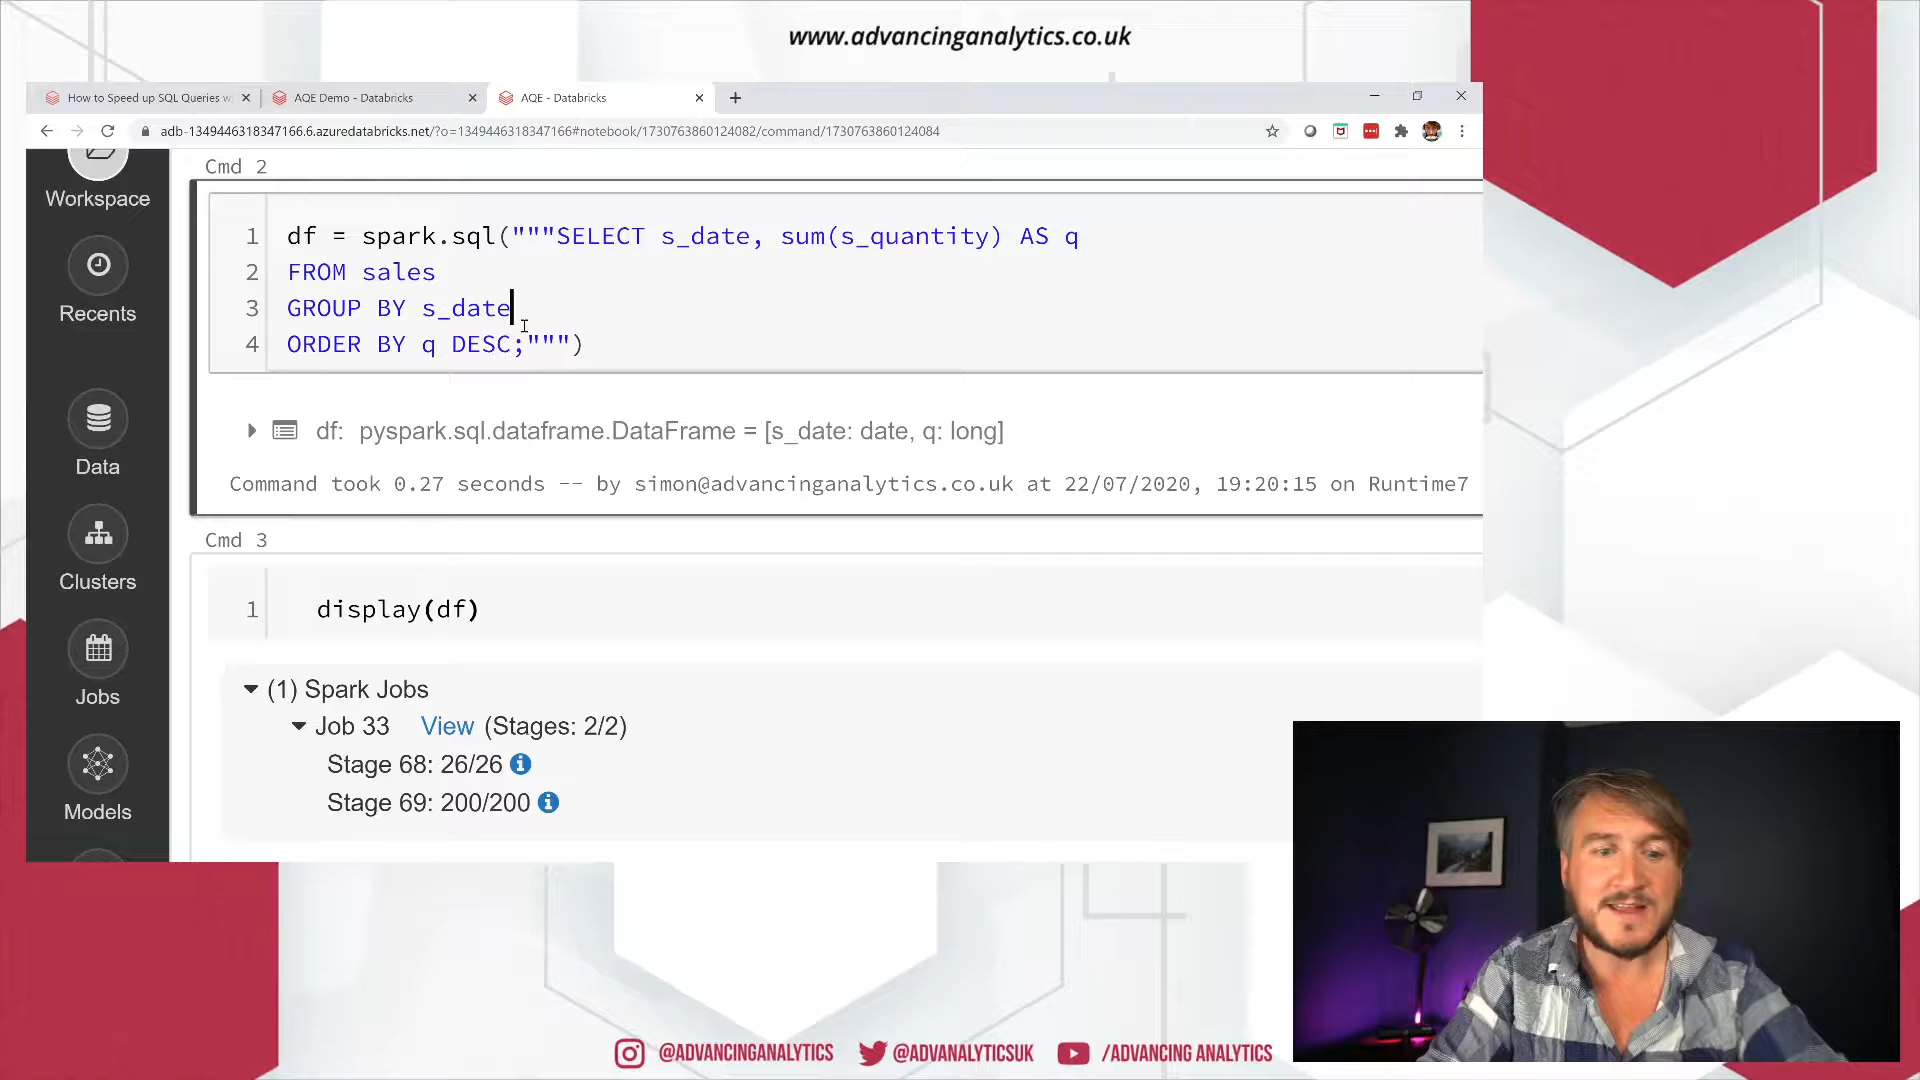 www.advancinganalytics.co.uk
How to Speed up SQL Queries w
AQE Demo - Databricks
AQE - Databricks
adb-1349446318347166.6.azuredatabricks.net/?o=1349446318347166#notebook/1730763860124082/command/1730763860124084
Workspace
Recents
Data
Clusters
Jobs
Models
Cmd 2
1 df = spark.sql("""SELECT s_date, sum(s_quantity) AS q
2 FROM sales
3 GROUP BY s_date
4 ORDER BY q DESC;""")
df: pyspark.sql.dataframe.DataFrame = [s_date: date, q: long]
Command took 0.27 seconds -- by simon@advancinganalytics.co.uk at 22/07/2020, 19:20:15 on Runtime7
Cmd 3
1 display(df)
(1) Spark Jobs
Job 33 View (Stages: 2/2)
Stage 68: 26/26
Stage 69: 200/200
@ADVANCINGANALYTICS
@ADVANALYTICSUK
/ADVANCING ANALYTICS